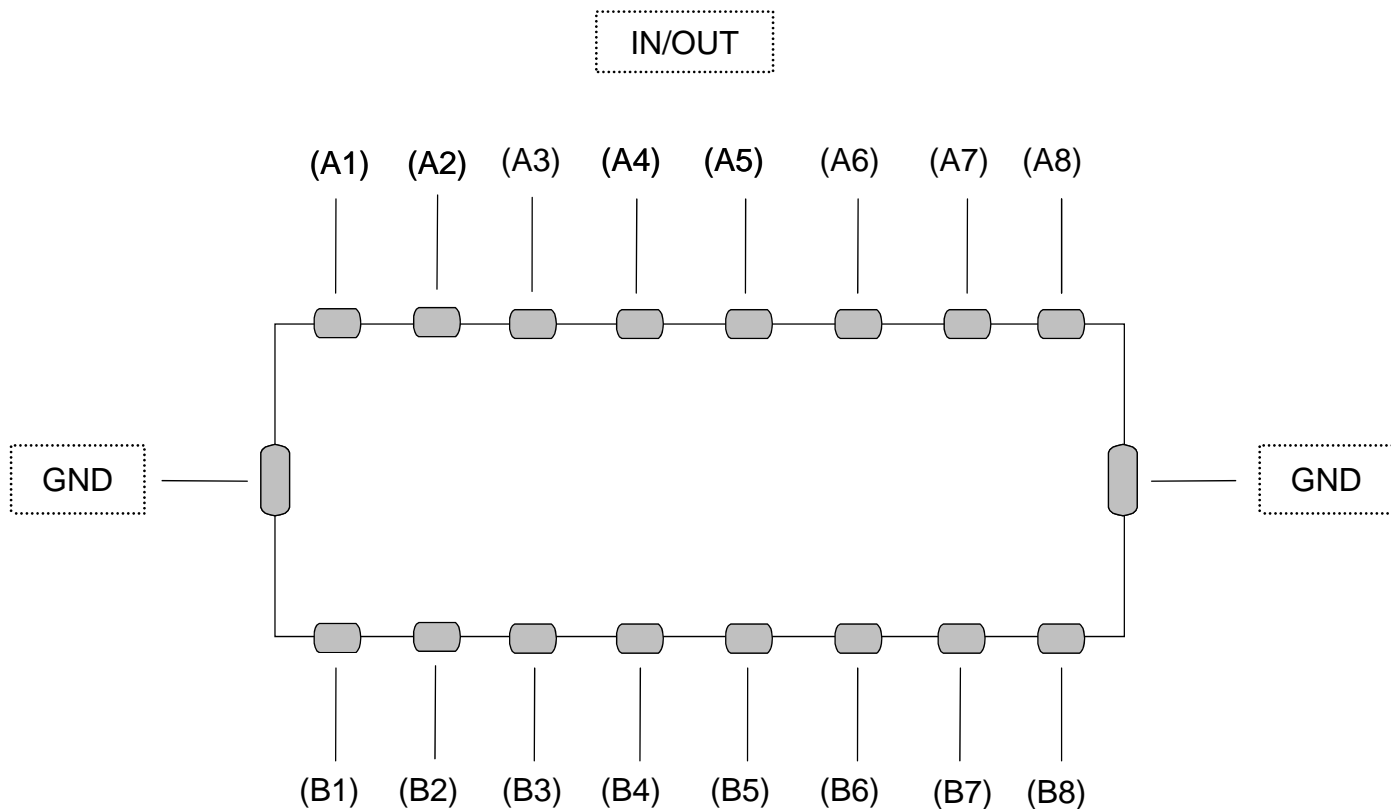 IN/OUT
(A1) (A2) (A3) (A4) (A5) (A6) (A7) (A8)
GND GND
(B1) (B2) (B3) (B4) (B5) (B6) (B7) (B8)